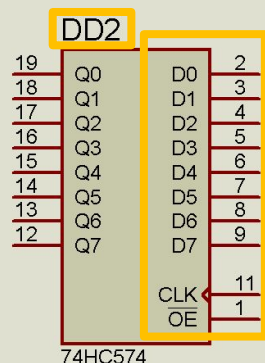 DD2
19 Q0 D0 2
18 Q1 D1 3
17 Q2 D2 4
16 Q3 D3 5
15 Q4 D4 6
14 Q5 D5 7
13 Q6 D6 8
12 Q7 D7 9
CLK 11
OE 1
74HC574